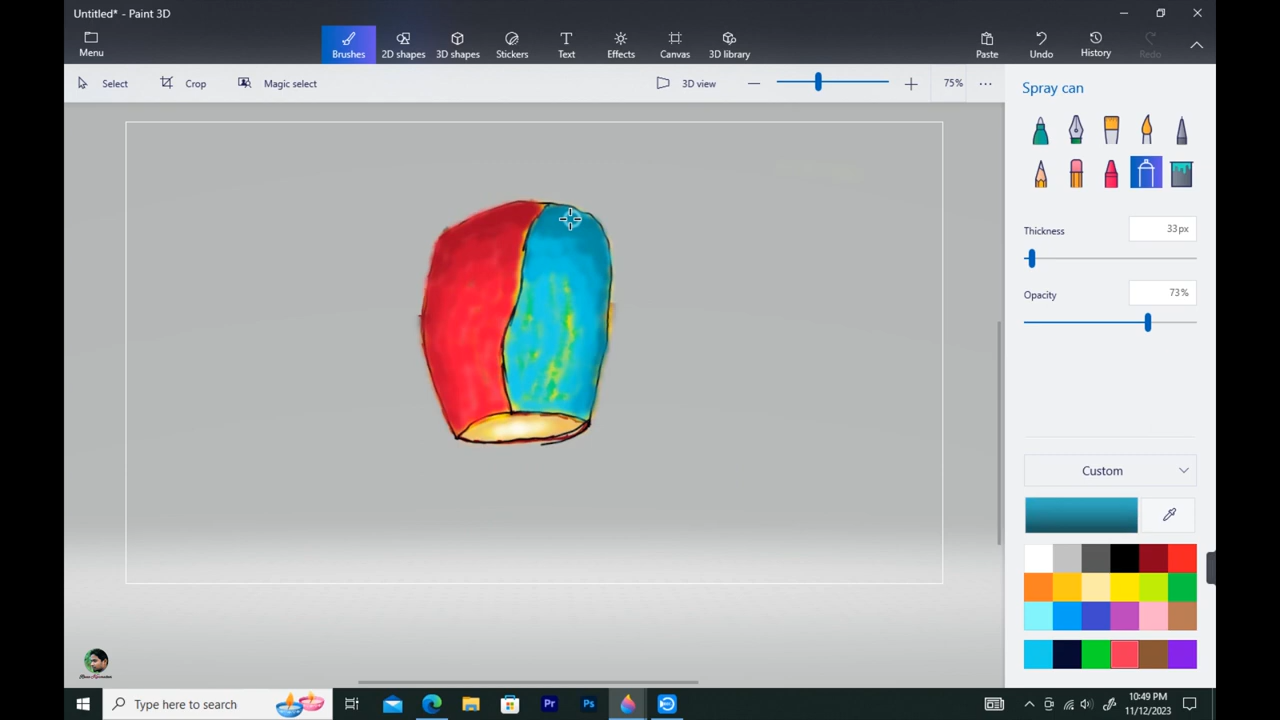 Untitled* - Paint 3D
Menu
Brushes
2D shapes
3D shapes
Stickers
Text
Effects
Canvas
3D library
Paste
Undo
History
Redo
Select
Crop
Magic select
3D view
75%
Spray can
Thickness
33px
Opacity
73%
Custom
Type here to search
Pr
Ps
10:49 PM
11/12/2023